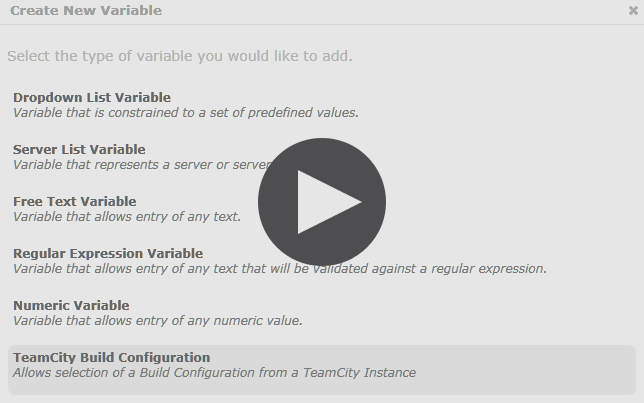 Create New Variable
Select the type of variable you would like to add.
Dropdown List Variable
Variable that is constrained to a set of predefined values.
Server List Variable
Variable that represents a server or server
Free Text Variable
Variable that allows entry of any text.
Regular Expression Variable
Variable that allows entry of any text that will be validated against a regular expression.
Numeric Variable
Variable that allows entry of any numeric value.
TeamCity Build Configuration
Allows selection of a Build Configuration from a TeamCity Instance